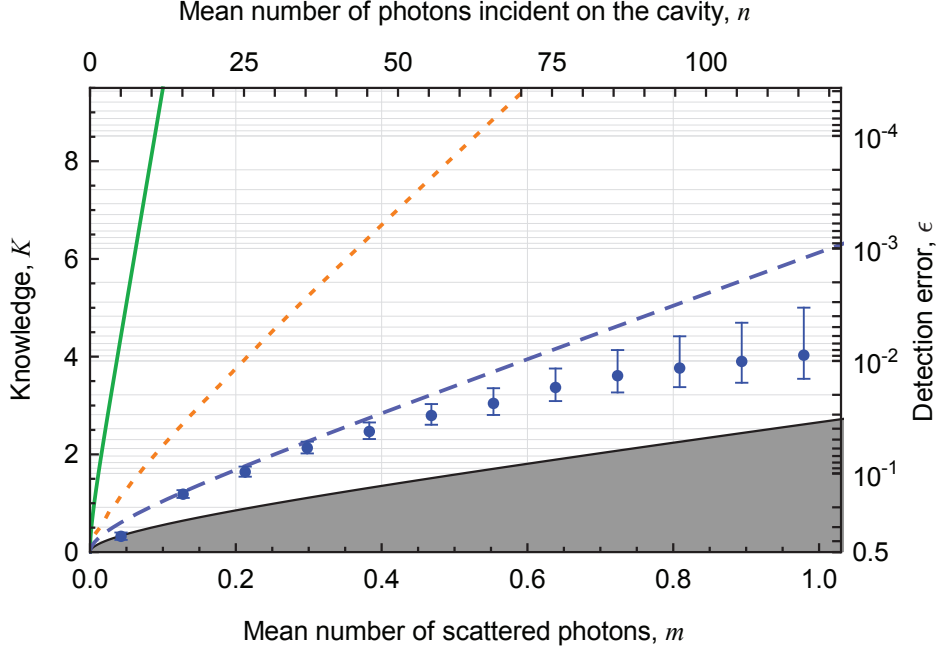 Mean number of photons incident on the cavity, n
0 25 50 75 100
Knowledge, K
8
6
4
2
0
10⁻⁴
10⁻³
10⁻²
10⁻¹
0.5
Detection error, ϵ
0.0 0.2 0.4 0.6 0.8 1.0
Mean number of scattered photons, m